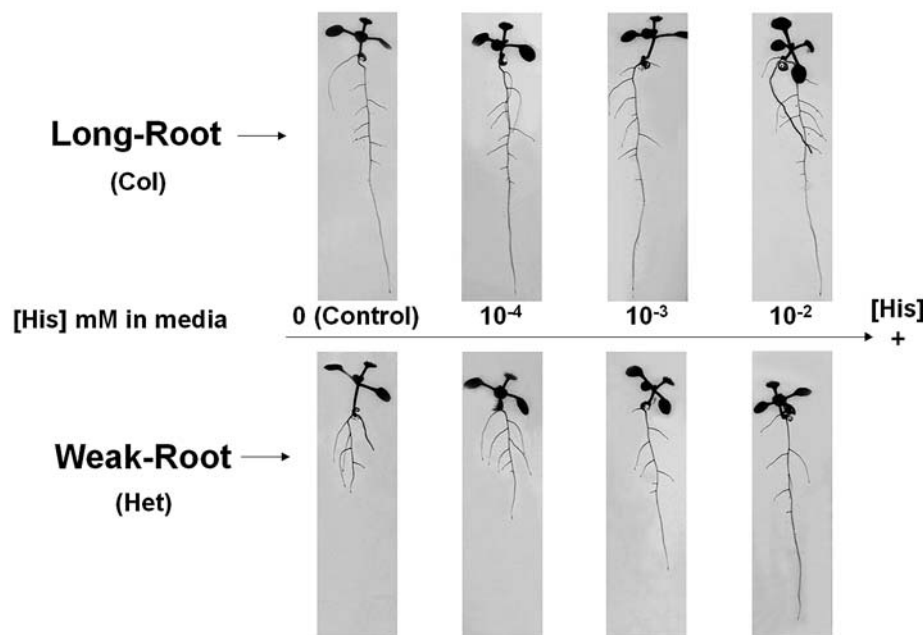 Long-Root
(Col)
[His] mM in media 0 (Control) 10⁻⁴ 10⁻³ 10⁻² [His]
+
Weak-Root
(Het)